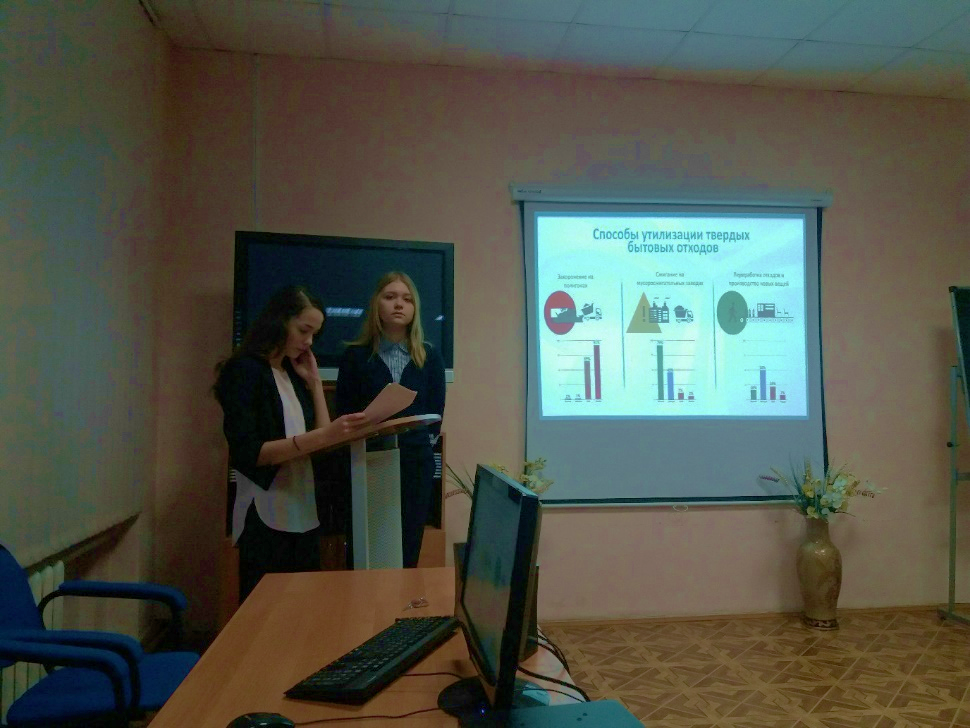 Способы утилизации твердых
бытовых отходов
Захоронение на
полигонах
Сжигание на
мусоросжигательных заводах
Переработка отходов и
производство новых вещей